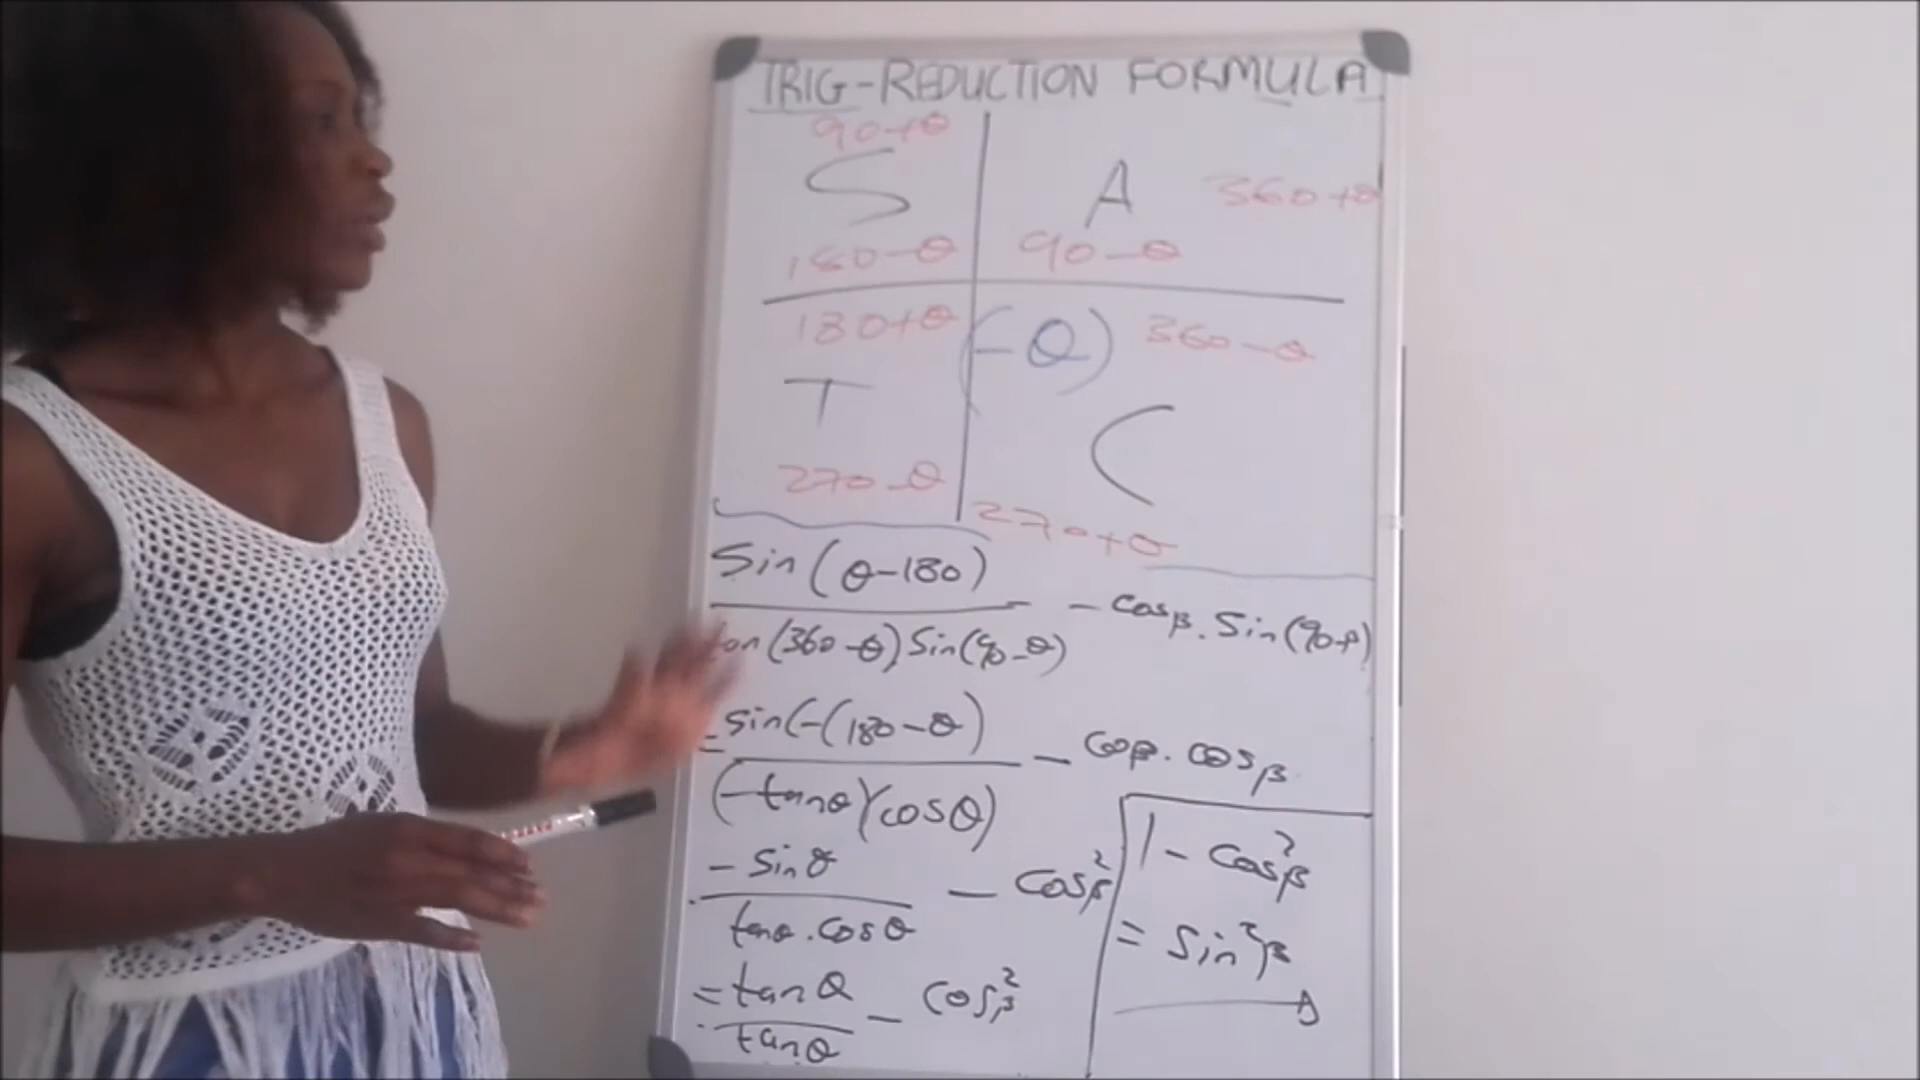 TRIG-REDUCTION FORMULA
90+θ
S
A
360+θ
180-θ
90-θ
180+θ
(-θ)
360-θ
T
C
270-θ
270+θ
Sin(θ-180)
tan(360-θ)Sin(90-θ)
- Cosβ. Sin(90-β)
= Sin(-(180-θ)
(-tanθ)(cosθ)
- Cosβ. Cosβ
- Sinθ
tanθ. Cosθ
- Cos²β
= tanθ
tanθ
- Cos²β
1 - Cos²β
= Sin²β